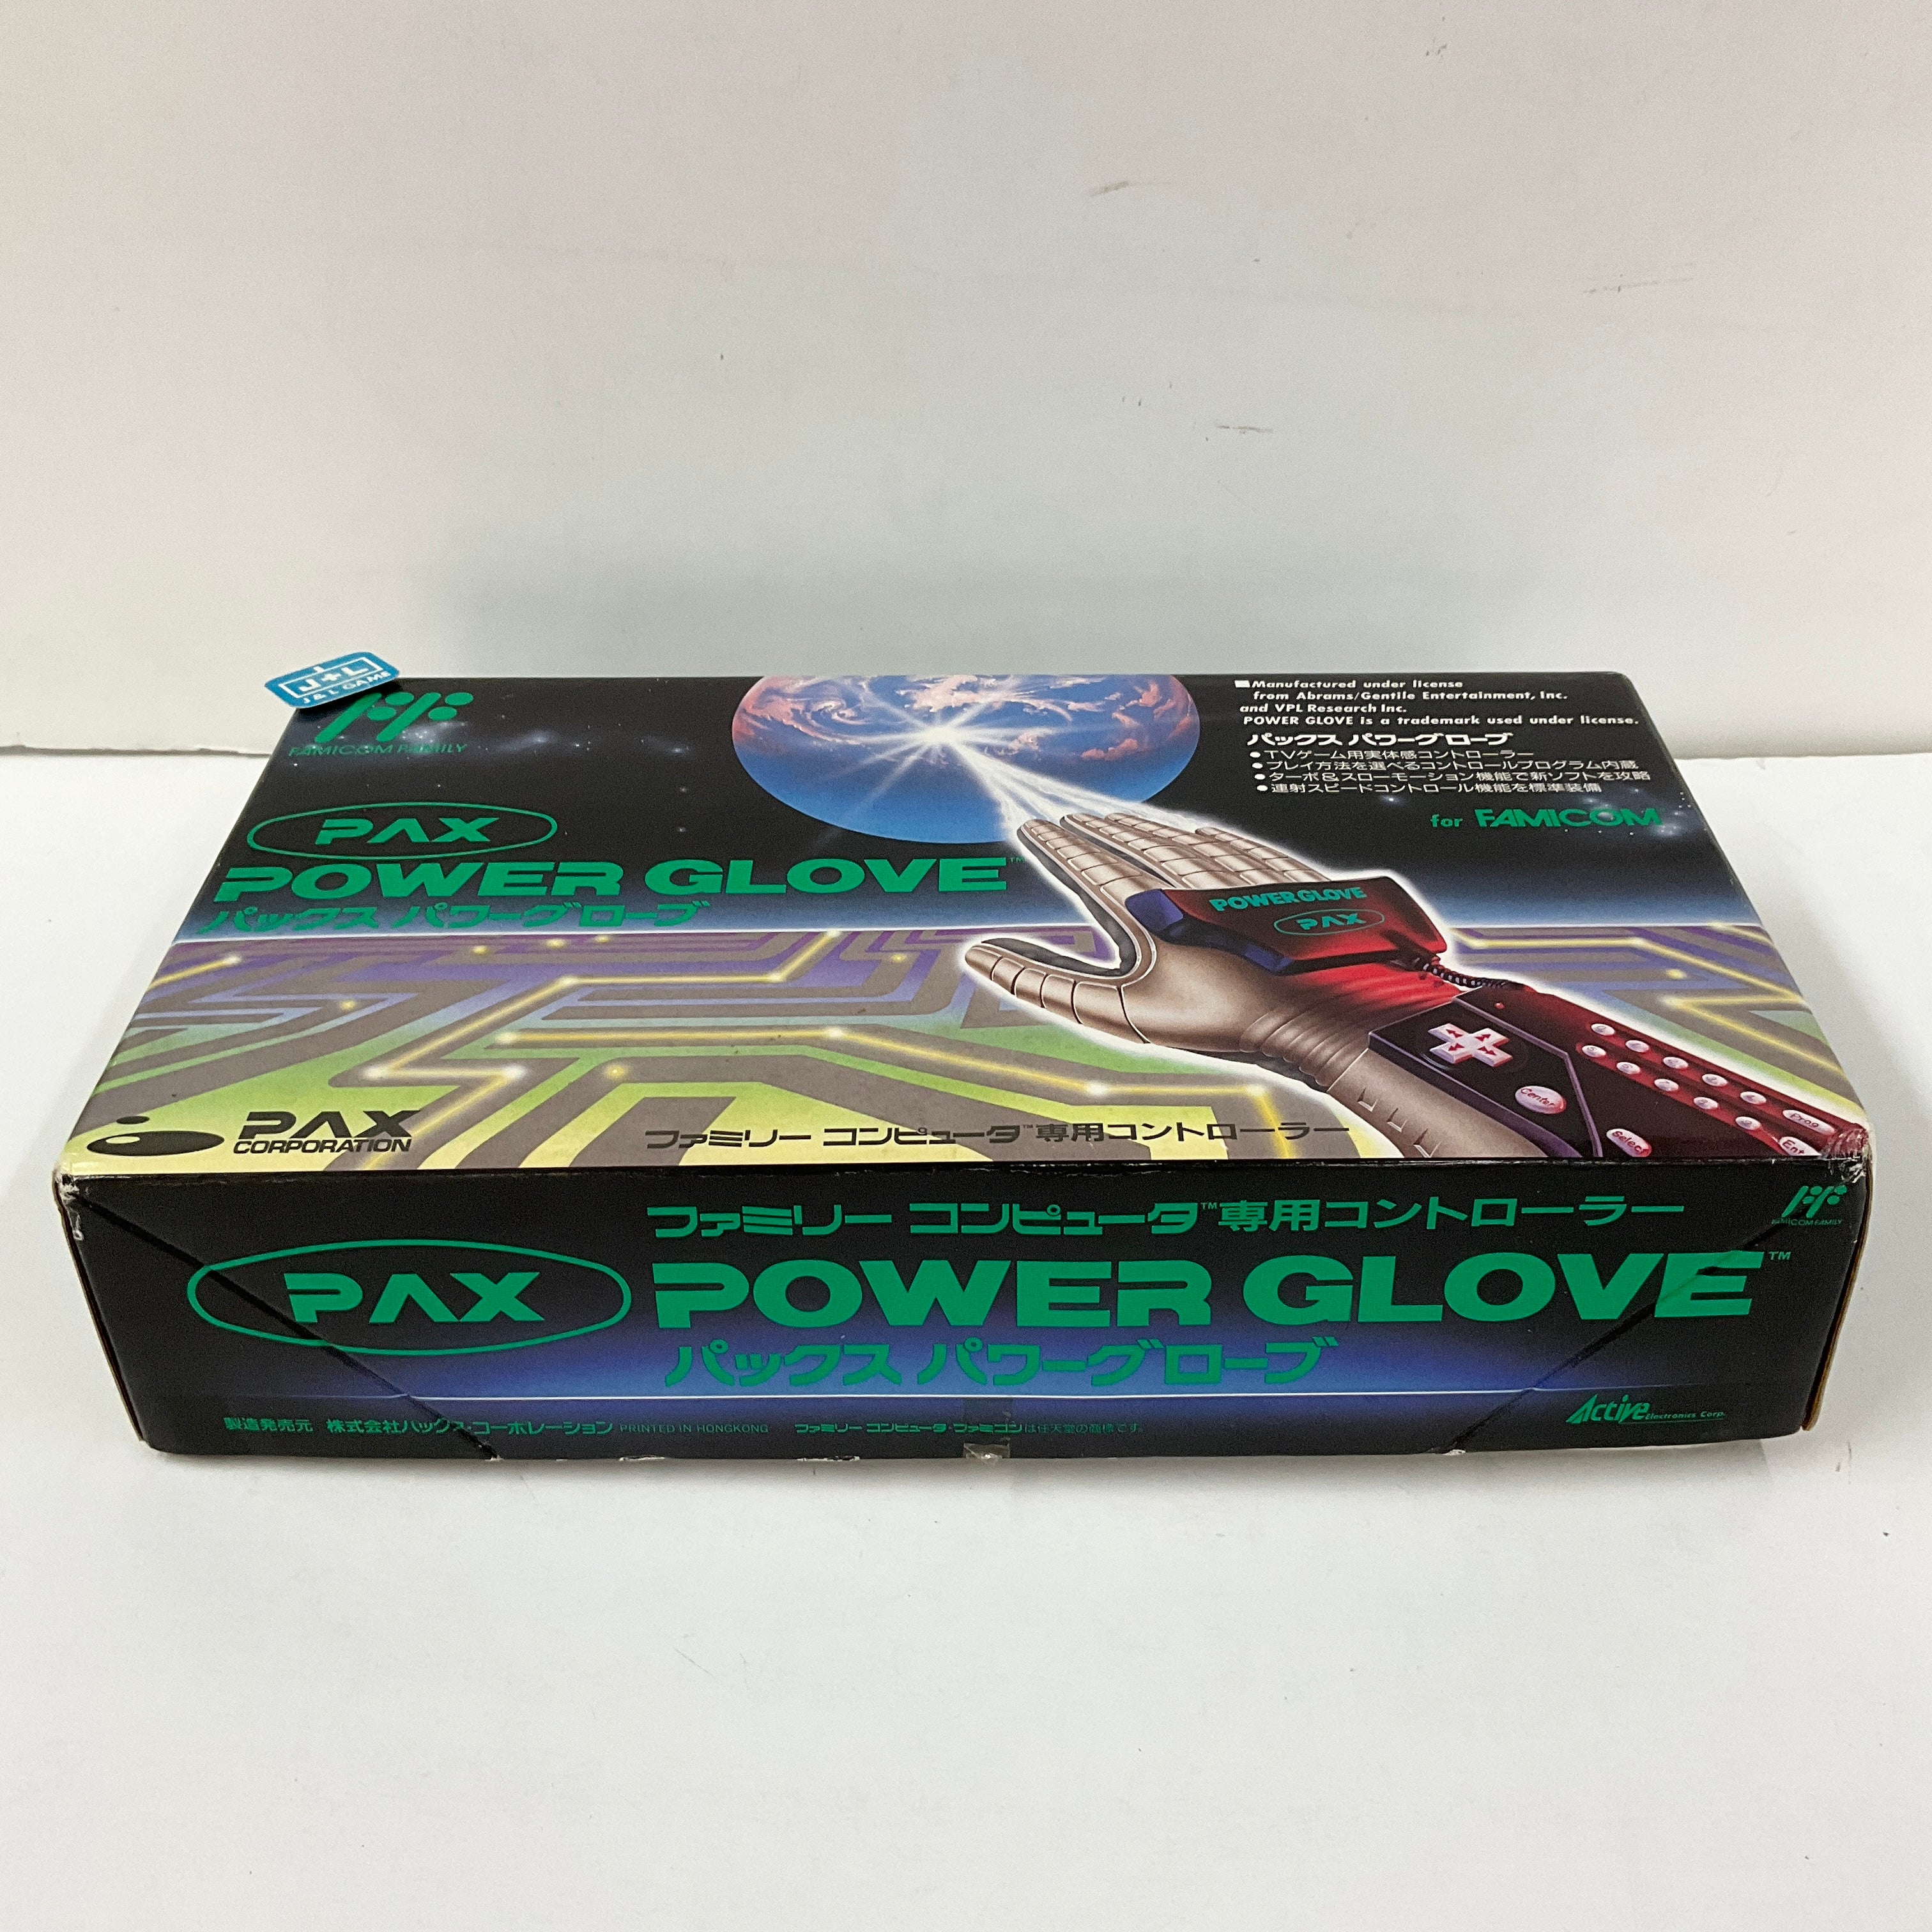 J+L
J & L GAME
FAMICOM FAMILY
Manufactured under license
from Abrams/Gentile Entertainment, Inc.
and VPL Research Inc.
POWER GLOVE is a trademark used under license.
パックス パワーグローブ
●TVゲーム用実体感コントローラー
●プレイ方法を選べるコントロールプログラム内蔵
●ターボ&スローモーション機能で新ソフトを攻略
●連射スピードコントロール機能を標準装備
for FAMICOM
PAX
POWER GLOVE™
パックス パワーグローブ
POWER GLOVE
PAX
Center
Select
Prog
Ent
PAX
CORPORATION
ファミリー コンピュータ™専用コントローラー
ファミリー コンピュータ™専用コントローラー
FAMICOM FAMILY
PAX
POWER GLOVE™
パックス パワーグローブ
製造発売元 株式会社パックス・コーポレーション PRINTED IN HONGKONG ファミリー コンピュータ・ファミコンは任天堂の商標です。
Active Electronics Corp.